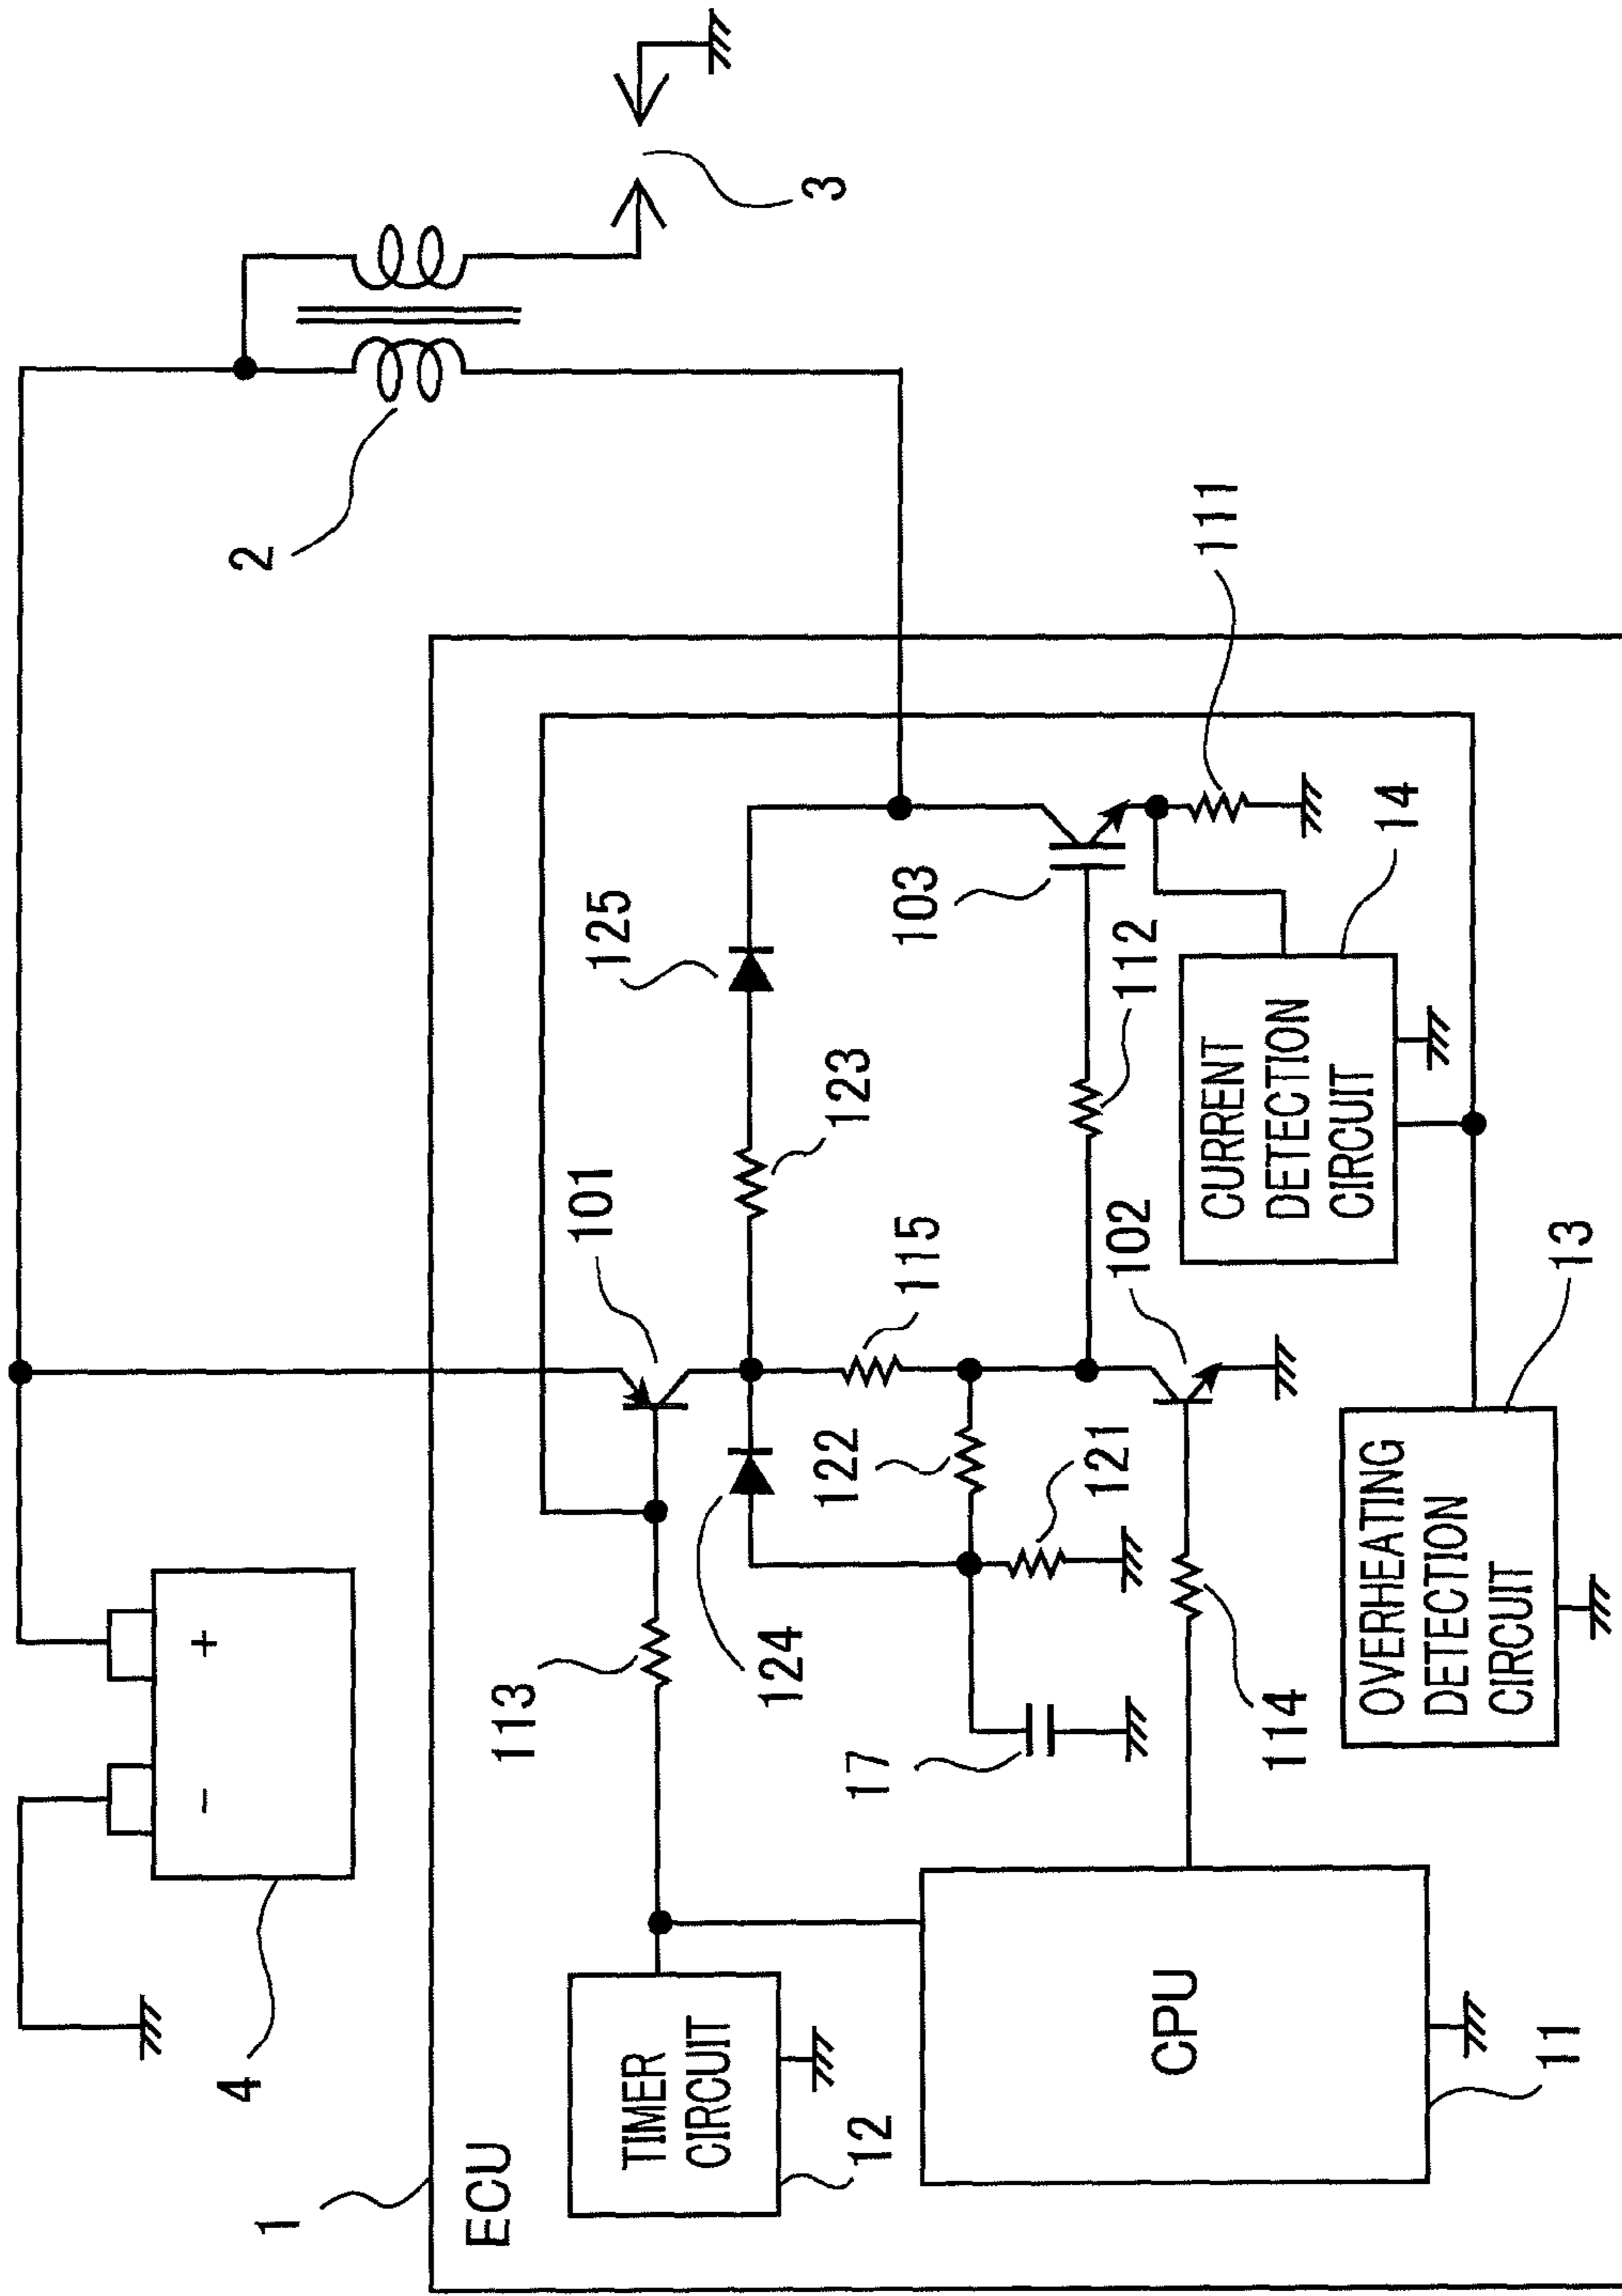 1
ECU
4
-
+
2
3
TIMER
CIRCUIT
12
113
101
125
124
123
122
115
121
17
103
112
111
102
114
CPU
11
CURRENT
DETECTION
CIRCUIT
14
OVERHEATING
DETECTION
CIRCUIT
13